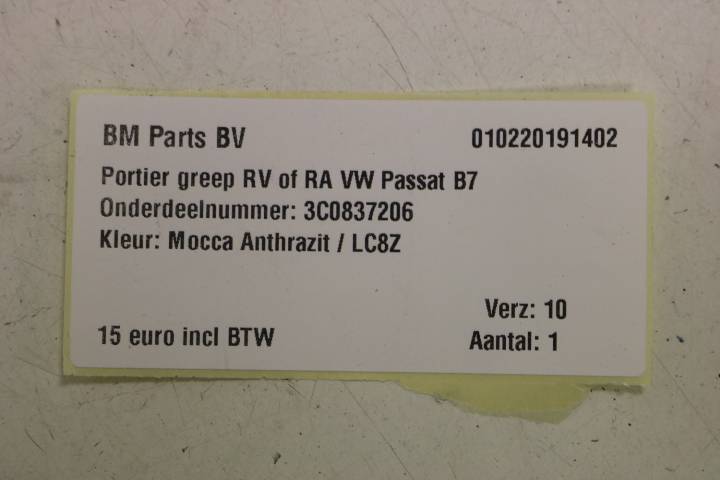 BM Parts BV 010220191402
Portier greep RV of RA VW Passat B7
Onderdeelnummer: 3C0837206
Kleur: Mocca Anthrazit / LC8Z
Verz: 10
15 euro incl BTW Aantal: 1